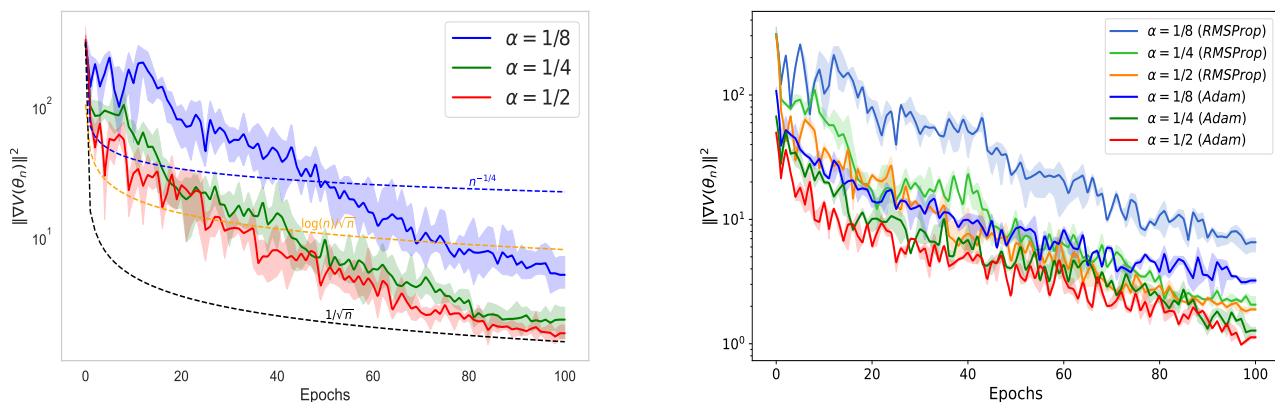 α = 1/8
α = 1/4
α = 1/2
n^{-1/4}
log(n)/√n
1/√n
10²
10¹
‖∇V(θₙ)‖²
0 20 40 60 80 100
Epochs
α = 1/8 (RMSProp)
α = 1/4 (RMSProp)
α = 1/2 (RMSProp)
α = 1/8 (Adam)
α = 1/4 (Adam)
α = 1/2 (Adam)
10²
10¹
10⁰
‖∇V(θₙ)‖²
0 20 40 60 80 100
Epochs